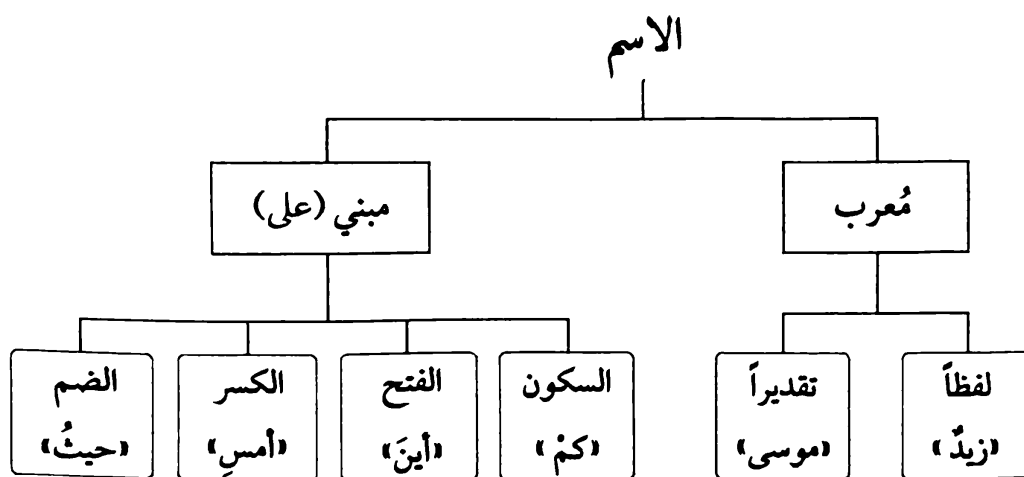 الاسم
مُعرب
مبني (على)
لفظاً
«زيدٌ»
تقديراً
«موسى»
السكون
«كمْ»
الفتح
«أينَ»
الكسر
«أمسِ»
الضم
«حيثُ»